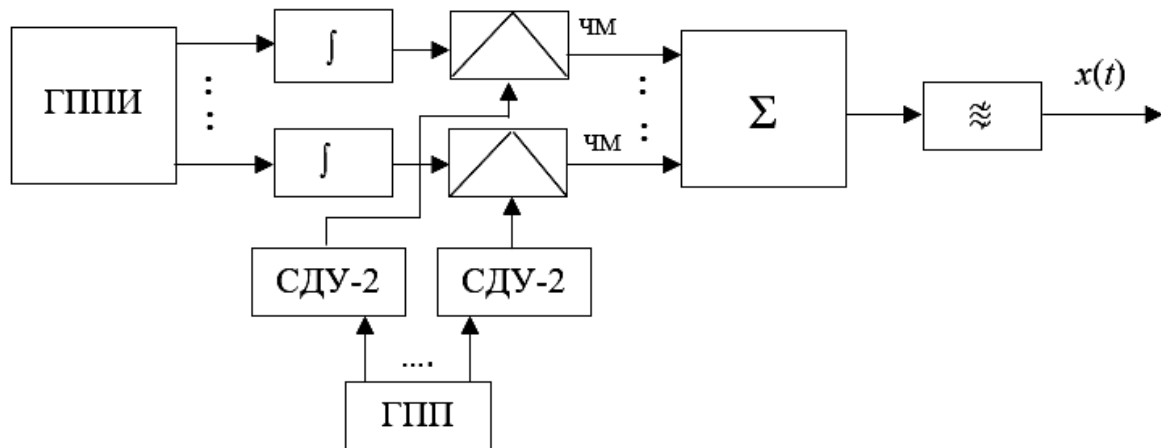 ГППИ
∫
∫
ЧМ
ЧМ
Σ
x(t)
СДУ-2
СДУ-2
....
ГПП